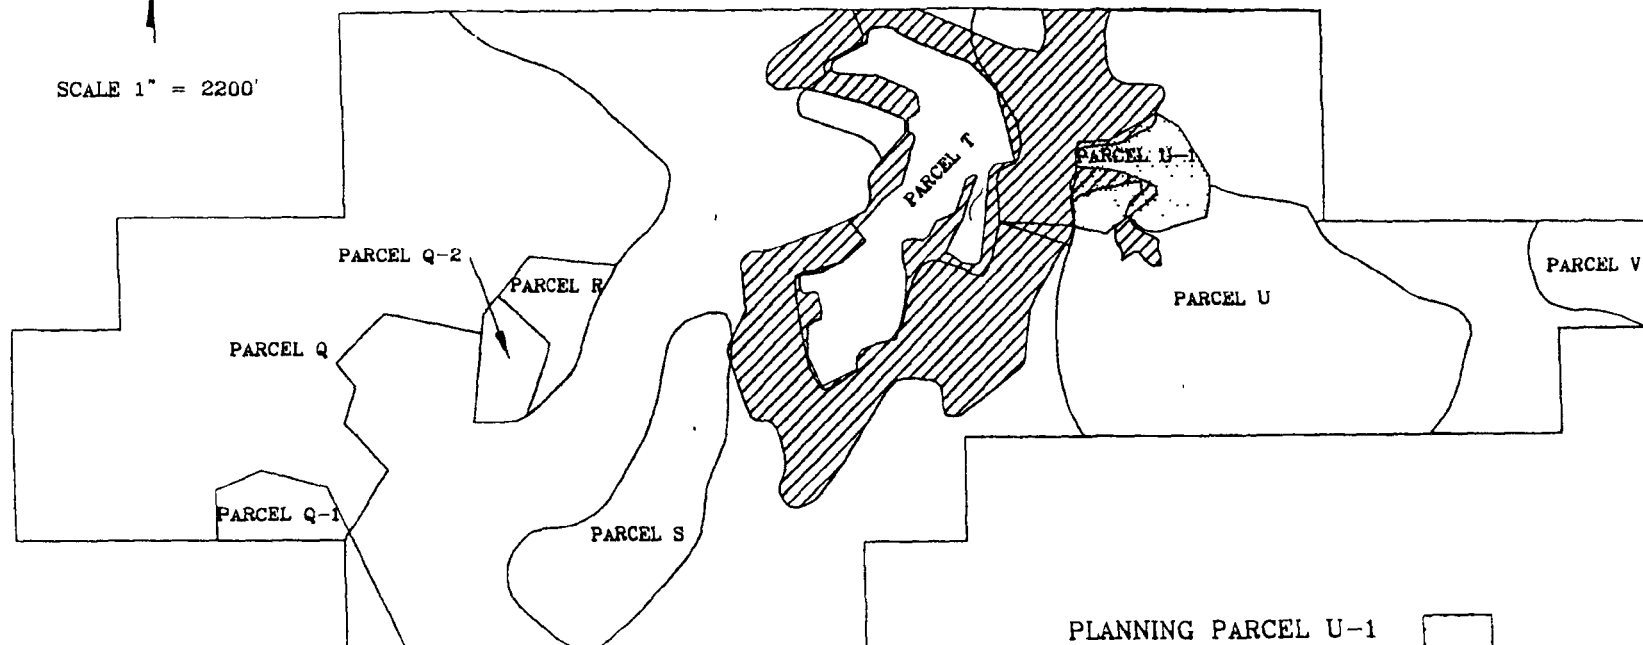 SCALE 1" = 2200'
PARCEL T
PARCEL U-1
PARCEL Q-2
PARCEL R
PARCEL V
PARCEL U
PARCEL Q
PARCEL Q-1
PARCEL S
PLANNING PARCEL U-1